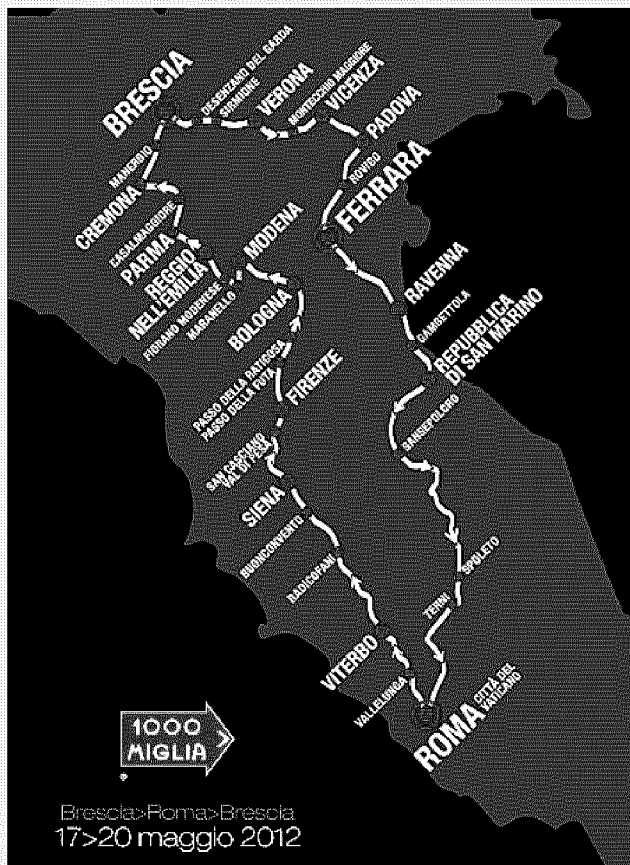 BRESCIA
DESENZANO DEL GARDA
SIRMIONE
VERONA
MONTECCHIO MAGGIORE
VICENZA
PADOVA
ROVIGO
FERRARA
RAVENNA
GAMBETTOLA
REPUBBLICA
DI SAN MARINO
SANSEPOLCRO
SPOLETO
TERNI
ROMA
CITTÀ DEL
VATICANO
VALLELUNGA
VITERBO
RADICOFANI
BUONCONVENTO
SIENA
SAN CASCIANO
VAL DI PESA
FIRENZE
PASSO DELLA FUTA
PASSO DELLA RATICOSA
BOLOGNA
MODENA
MARANELLO
FIORANO MODENESE
REGGIO
NELL'EMILIA
PARMA
CASALMAGGIORE
CREMONA
MANERBIO
1000
MIGLIA
Brescia>Roma>Brescia
17>20 maggio 2012